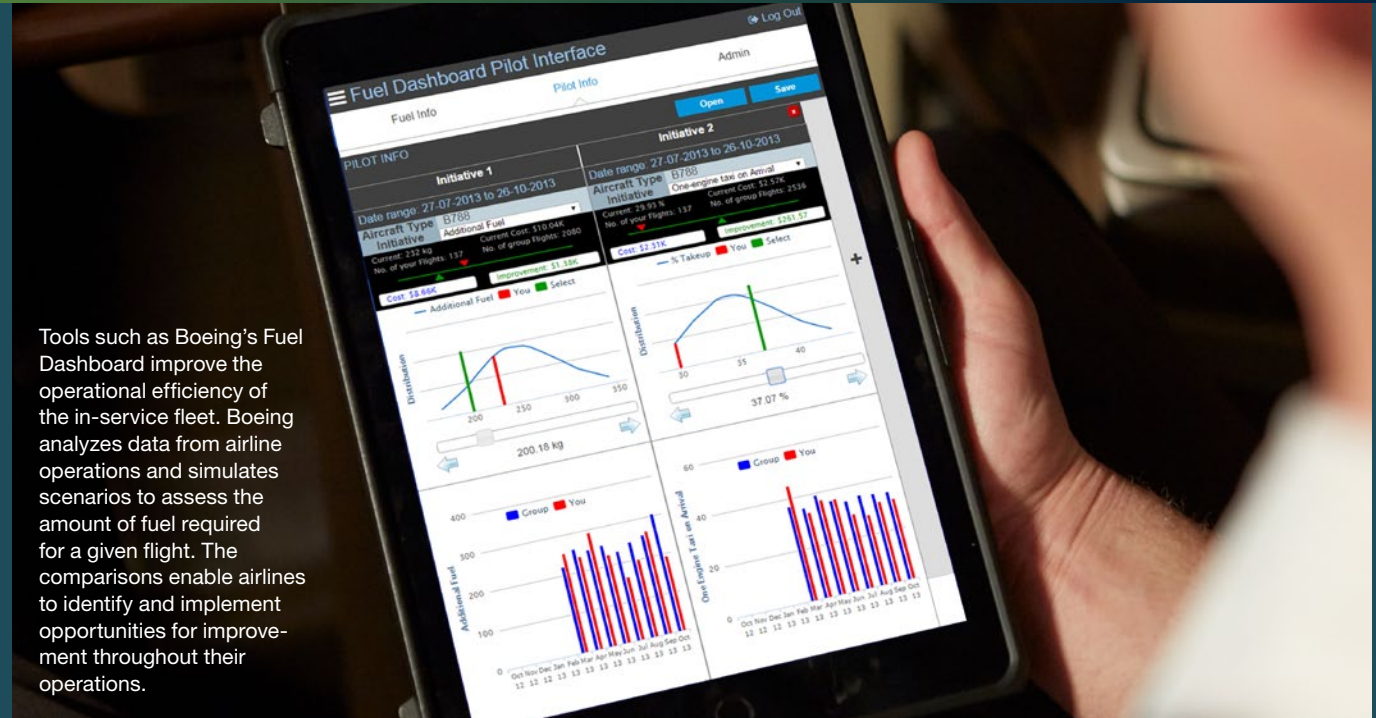 Tools such as Boeing's Fuel
Dashboard improve the
operational efficiency of
the in-service fleet. Boeing
analyzes data from airline
operations and simulates
scenarios to assess the
amount of fuel required
for a given flight. The
comparisons enable airlines
to identify and implement
opportunities for improve-
ment throughout their
operations.
Log Out
Fuel Dashboard Pilot Interface
Fuel Info
Pilot Info
Admin
Open
Save
PILOT INFO
x
Initiative 1
Date range: 27-07-2013 to 26-10-2013
Aircraft Type B788
Initiative Additional Fuel
Current: 232 kg
Current Cost: $10.04K
No. of your Flights: 137
No. of group Flights: 2080
Cost: $8.66K
Improvement: $1.38K
Additional Fuel You Select
Distribution
200 250 300 350
200.18 kg
Initiative 2
Date range: 27-07-2013 to 26-10-2013
Aircraft Type B788
Initiative One-engine taxi on Arrival
Current: 29.93 %
Current Cost: $2.57K
No. of your Flights: 137
No. of group Flights: 2536
Cost: $2.31K
Improvement: $261.57
% Takeup You Select
Distribution
30 35 40
37.07 %
+
Group You
Additional Fuel
400
300
200
100
0
Oct Nov Dec Jan Feb Mar Apr May Jun Jul Aug Sep Oct
12 12 12 13 13 13 13 13 13 13 13 13 13
Group You
One Engine Taxi on Arrival
60
40
20
0
Oct Nov Dec Jan Feb Mar Apr May Jun Jul Aug Sep Oct
12 12 12 13 13 13 13 13 13 13 13 13 13